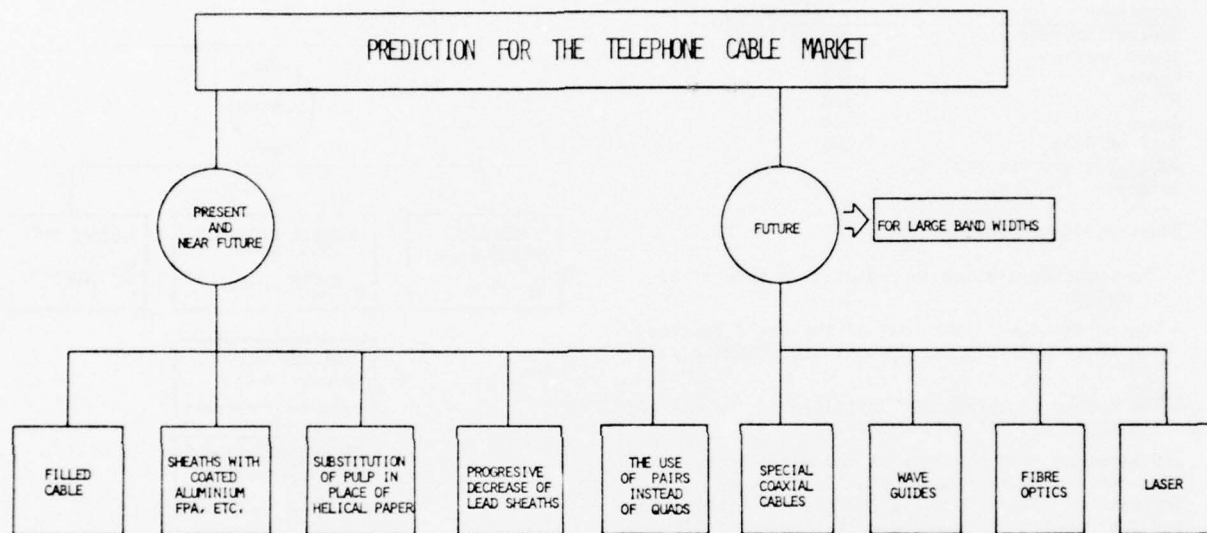 PREDICTION FOR THE TELEPHONE CABLE MARKET
PRESENT
AND
NEAR FUTURE
FUTURE
FOR LARGE BAND WIDTHS
FILLED
CABLE
SHEATHS WITH
COATED
ALUMINIUM
FPA, ETC.
SUBSTITUTION
OF PULP IN
PLACE OF
HELICAL PAPER
PROGRESIVE
DECREASE OF
LEAD SHEATHS
THE USE
OF PAIRS
INSTEAD
OF QUADS
SPECIAL
COAXIAL
CABLES
WAVE
GUIDES
FIBRE
OPTICS
LASER